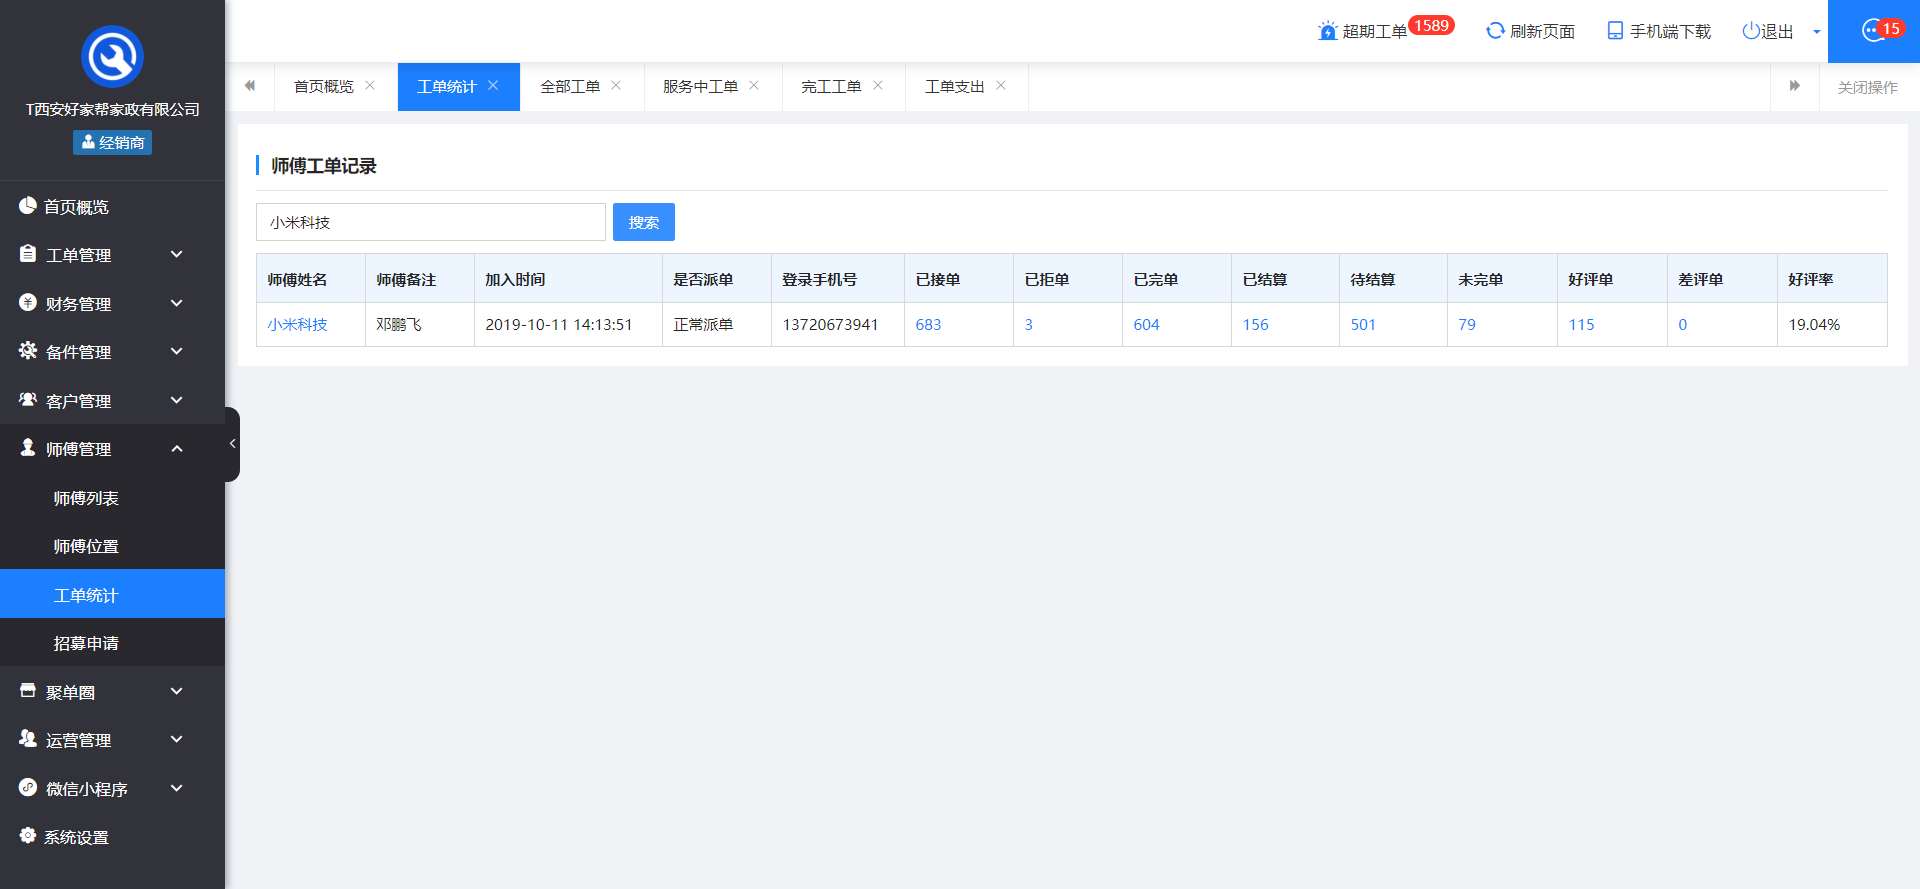 超期工单 1589 刷新页面 手机端下载 退出 15
T西安好家帮家政有限公司
经销商
首页概览
工单管理
财务管理
备件管理
客户管理
师傅管理
师傅列表
师傅位置
工单统计
招募申请
聚单圈
运营管理
微信小程序
系统设置
首页概览 工单统计 全部工单 服务中工单 完工工单 工单支出 关闭操作
师傅工单记录
小米科技 搜索
师傅姓名 师傅备注 加入时间 是否派单 登录手机号 已接单 已拒单 已完单 已结算 待结算 未完单 好评单 差评单 好评率
小米科技 邓鹏飞 2019-10-11 14:13:51 正常派单 13720673941 683 3 604 156 501 79 115 0 19.04%